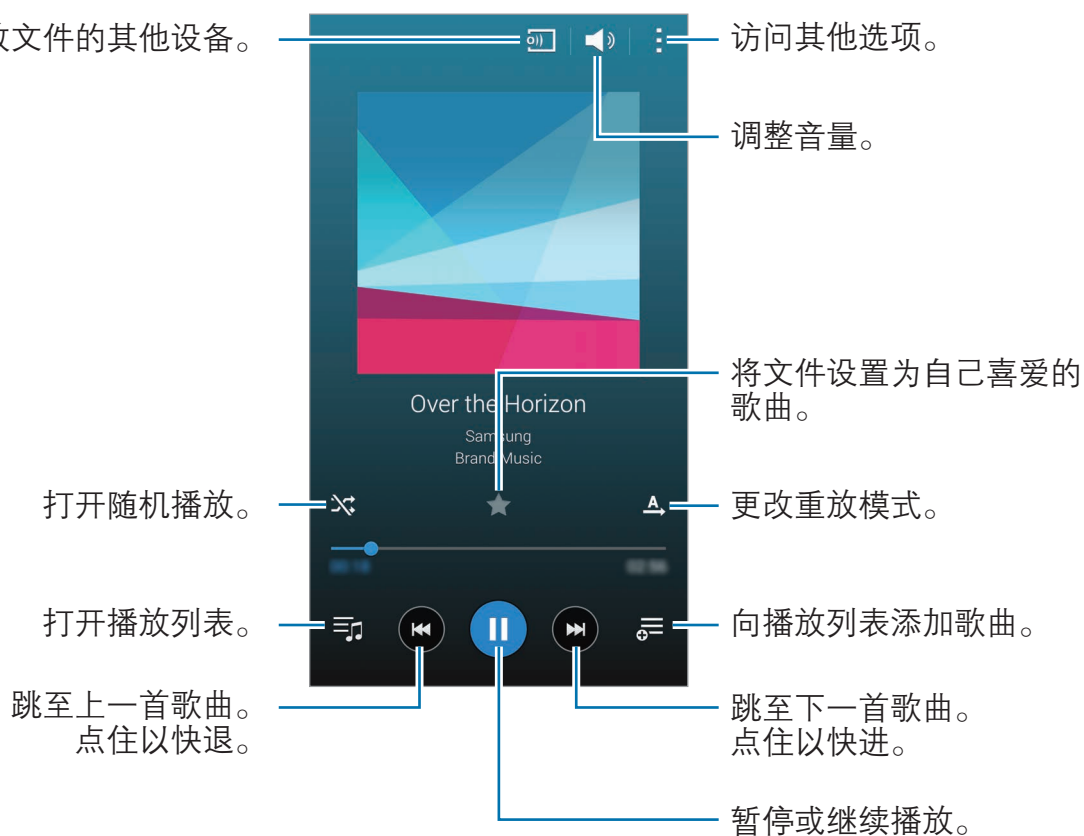 文件的其他设备。
访问其他选项。
调整音量。
将文件设置为自己喜爱的
歌曲。
Over the Horizon
Samsung
Brand Music
打开随机播放。
A
更改重放模式。
打开播放列表。
向播放列表添加歌曲。
跳至上一首歌曲。
点住以快退。
跳至下一首歌曲。
点住以快进。
暂停或继续播放。